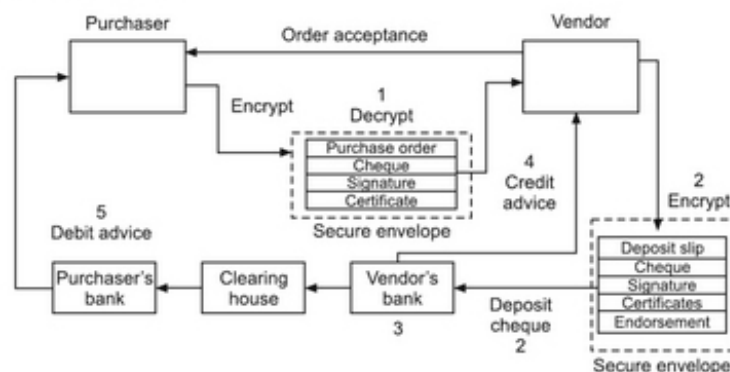 Purchaser
Order acceptance
Vendor
Encrypt
1
Decrypt
Purchase order
Cheque
Signature
Certificate
Secure envelope
4
Credit
advice
2
Encrypt
Deposit slip
Cheque
Signature
Certificates
Endorsement
Secure envelope
5
Debit advice
Purchaser's
bank
Clearing
house
Vendor's
bank
3
Deposit
cheque
2